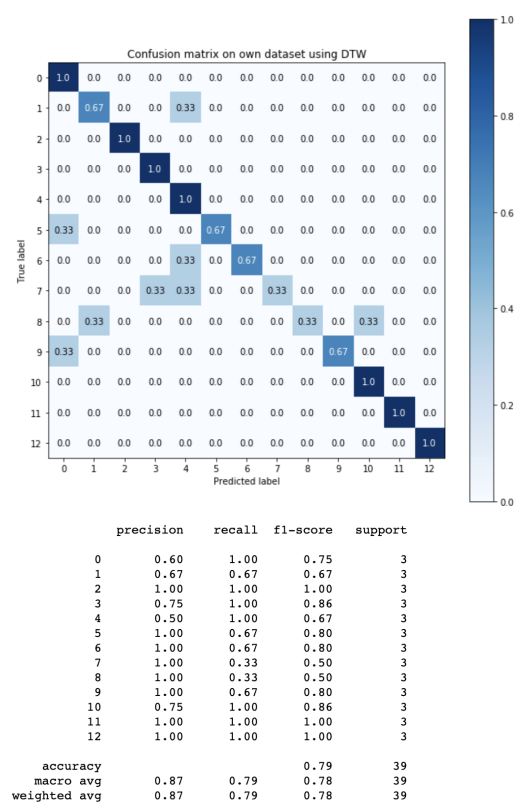 Confusion matrix on own dataset using DTW
1.0
0.8
0.6
0.4
0.2
0.0
True label
0 1.0 0.0 0.0 0.0 0.0 0.0 0.0 0.0 0.0 0.0 0.0 0.0 0.0
1 0.0 0.67 0.0 0.0 0.33 0.0 0.0 0.0 0.0 0.0 0.0 0.0 0.0
2 0.0 0.0 1.0 0.0 0.0 0.0 0.0 0.0 0.0 0.0 0.0 0.0 0.0
3 0.0 0.0 0.0 1.0 0.0 0.0 0.0 0.0 0.0 0.0 0.0 0.0 0.0
4 0.0 0.0 0.0 0.0 1.0 0.0 0.0 0.0 0.0 0.0 0.0 0.0 0.0
5 0.33 0.0 0.0 0.0 0.0 0.67 0.0 0.0 0.0 0.0 0.0 0.0 0.0
6 0.0 0.0 0.0 0.0 0.33 0.0 0.67 0.0 0.0 0.0 0.0 0.0 0.0
7 0.0 0.0 0.0 0.33 0.33 0.0 0.0 0.33 0.0 0.0 0.0 0.0 0.0
8 0.0 0.33 0.0 0.0 0.0 0.0 0.0 0.0 0.33 0.0 0.33 0.0 0.0
9 0.33 0.0 0.0 0.0 0.0 0.0 0.0 0.0 0.0 0.67 0.0 0.0 0.0
10 0.0 0.0 0.0 0.0 0.0 0.0 0.0 0.0 0.0 0.0 1.0 0.0 0.0
11 0.0 0.0 0.0 0.0 0.0 0.0 0.0 0.0 0.0 0.0 0.0 1.0 0.0
12 0.0 0.0 0.0 0.0 0.0 0.0 0.0 0.0 0.0 0.0 0.0 0.0 1.0
0 1 2 3 4 5 6 7 8 9 10 11 12
Predicted label
precision recall f1-score support
0 0.60 1.00 0.75 3
1 0.67 0.67 0.67 3
2 1.00 1.00 1.00 3
3 0.75 1.00 0.86 3
4 0.50 1.00 0.67 3
5 1.00 0.67 0.80 3
6 1.00 0.67 0.80 3
7 1.00 0.33 0.50 3
8 1.00 0.33 0.50 3
9 1.00 0.67 0.80 3
10 0.75 1.00 0.86 3
11 1.00 1.00 1.00 3
12 1.00 1.00 1.00 3
accuracy 0.79 39
macro avg 0.87 0.79 0.78 39
weighted avg 0.87 0.79 0.78 39